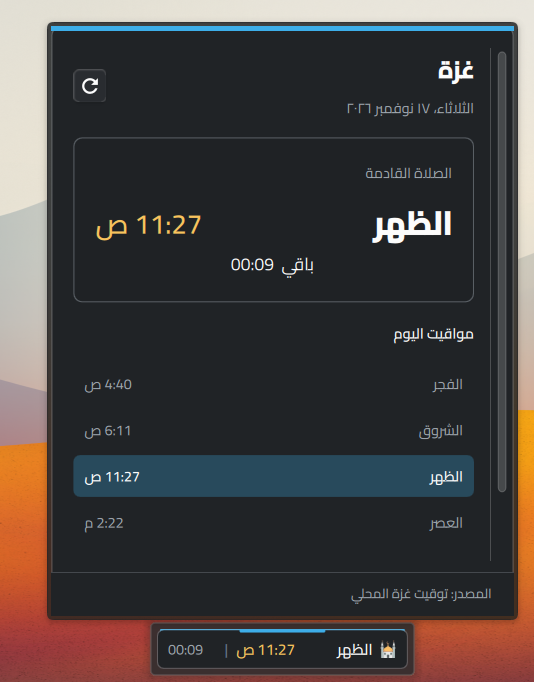 غزة
الثلاثاء، ١٧ نوفمبر ٢٠٢٦
الصلاة القادمة
الظهر 11:27 ص
باقي 00:09
مواقيت اليوم
الفجر 4:40 ص
الشروق 6:11 ص
الظهر 11:27 ص
العصر 2:22 م
المصدر: توقيت غزة المحلي
الظهر 11:27 ص | 00:09